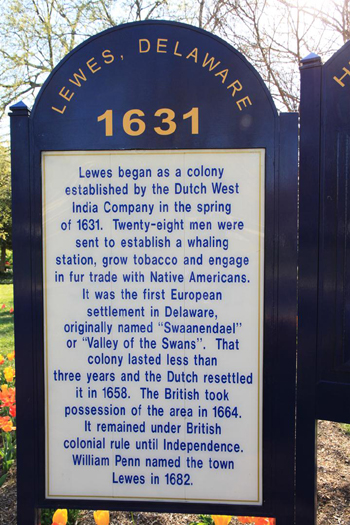 LEWES, DELAWARE
1631
Lewes began as a colony
established by the Dutch West
India Company in the spring
of 1631. Twenty-eight men were
sent to establish a whaling
station, grow tobacco and engage
in fur trade with Native Americans.
It was the first European
settlement in Delaware,
originally named "Swaanendael"
or "Valley of the Swans". That
colony lasted less than
three years and the Dutch resettled
it in 1658. The British took
possession of the area in 1664.
It remained under British
colonial rule until Independence.
William Penn named the town
Lewes in 1682.
H